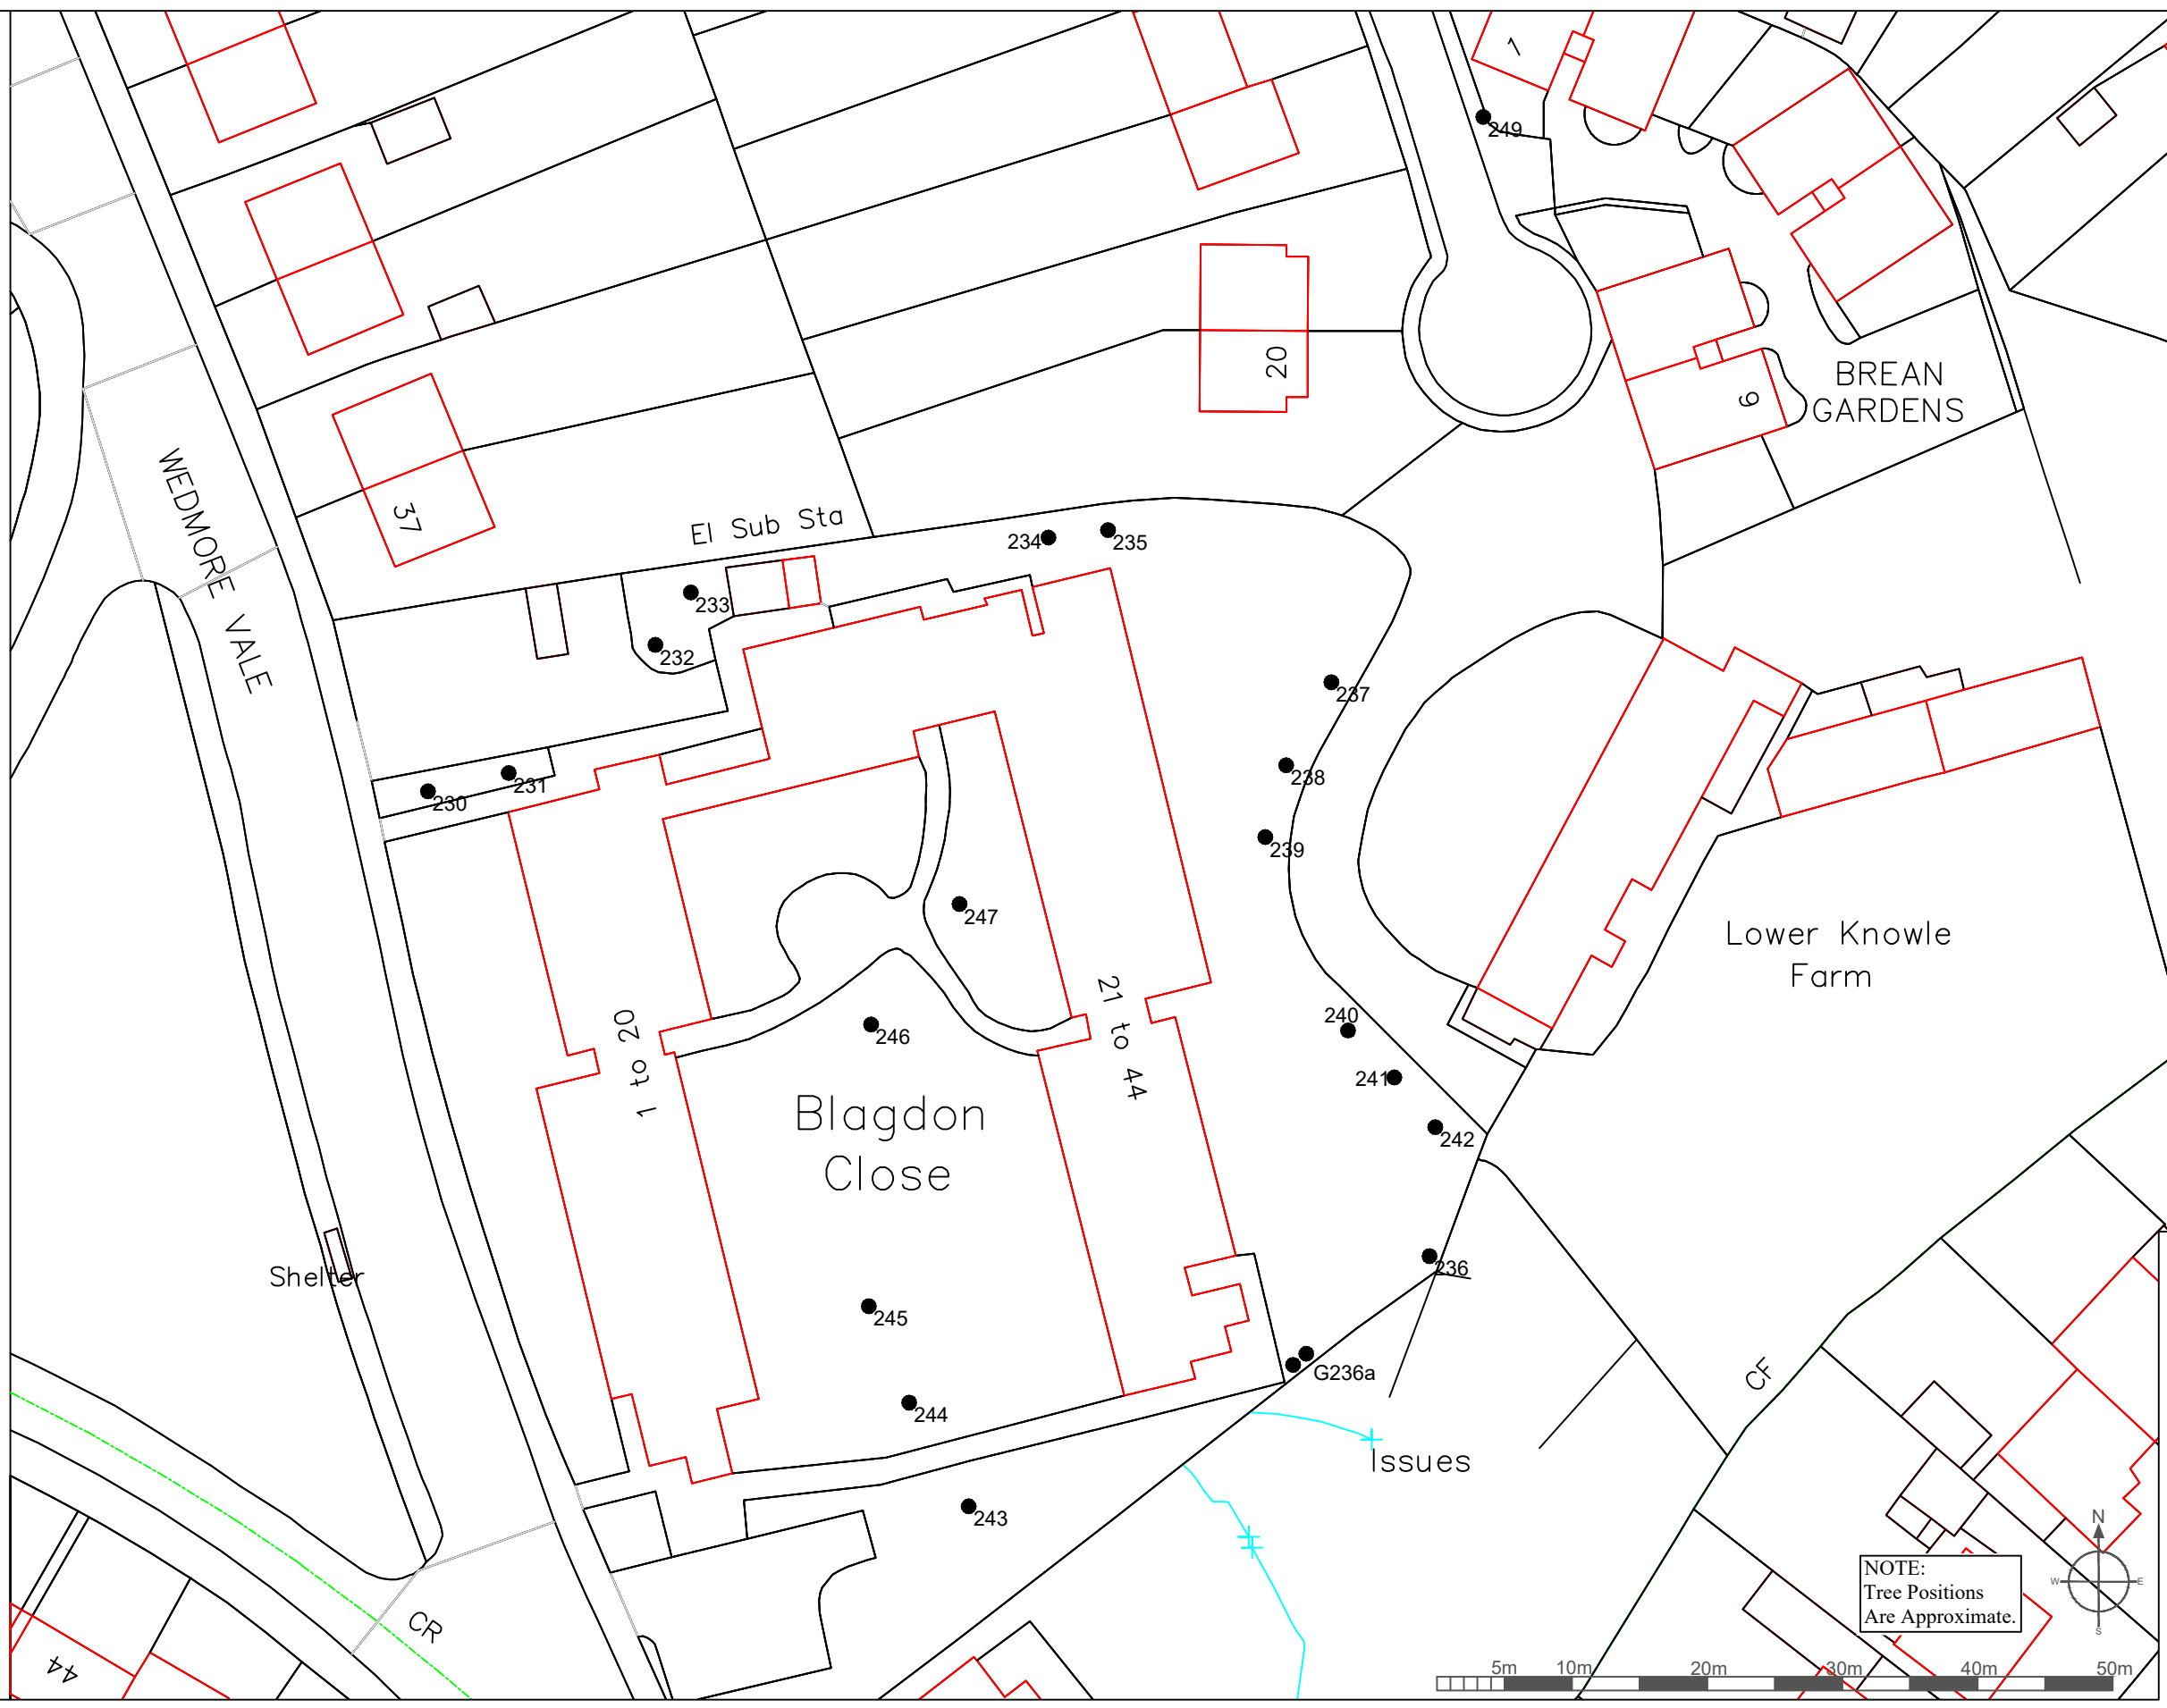 7
249
20
BREAN
GARDENS
6
WEDMORE VALE
37
El Sub Sta
234
235
233
232
237
238
231
230
239
247
Lower Knowle
Farm
246
240
1 to 20
21 to 44
241
Blagdon
Close
242
236
Shelter
245
G236a
CF
244
Issues
243
N
W
E
S
NOTE:
Tree Positions
Are Approximate.
CR
44
5m 10m 20m 30m 40m 50m